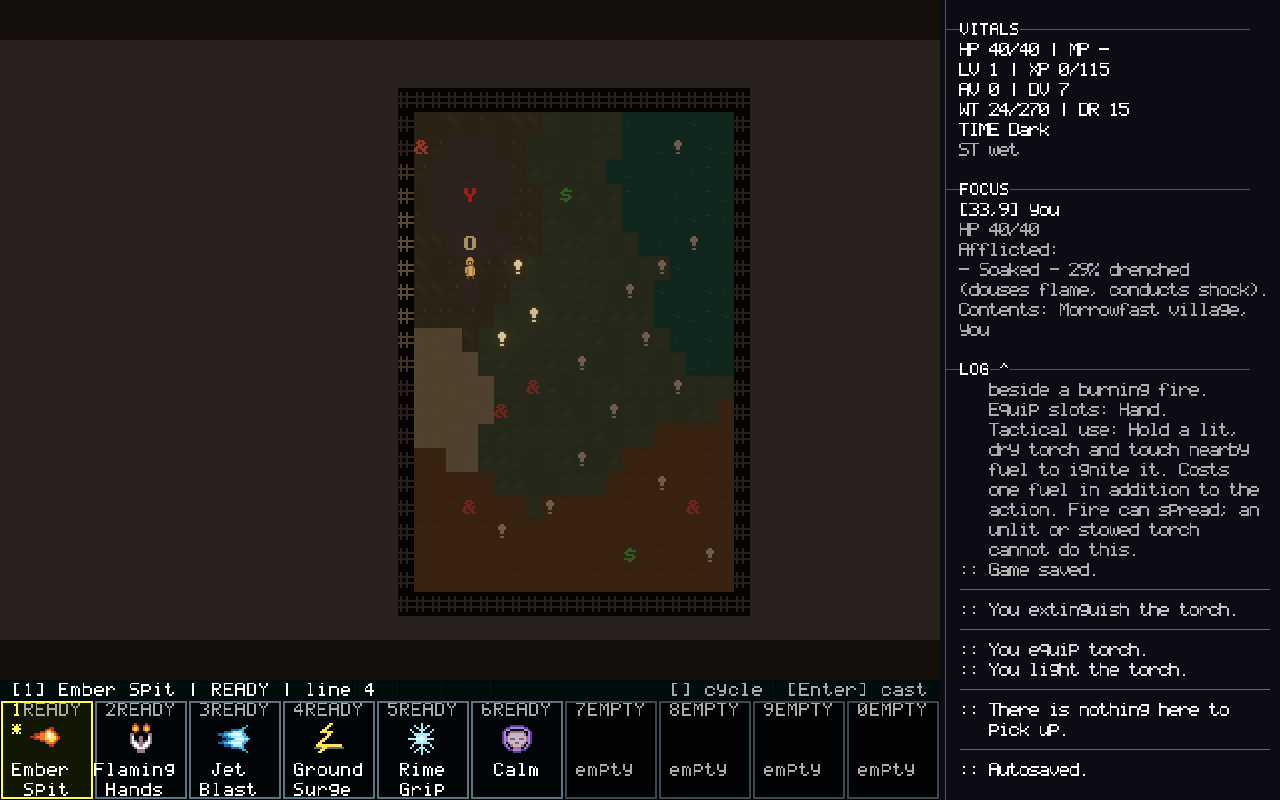 VITALS
HP 40/40 | MP -
LV 1 | XP 0/115
AV 0 | DV 7
WT 24/270 | DR 15
TIME Dark
ST wet
FOCUS
[33,9] You
HP 40/40
Afflicted:
- Soaked - 29% drenched
(douses flame, conducts shock).
Contents: Morrowfast village,
you
LOG ^
beside a burning fire.
Equip slots: Hand.
Tactical use: Hold a lit,
dry torch and touch nearby
fuel to ignite it. Costs
one fuel in addition to the
action. Fire can spread; an
unlit or stowed torch
cannot do this.
:: Game saved.
:: You extinguish the torch.
:: You equip torch.
:: You light the torch.
:: There is nothing here to
pick up.
:: Autosaved.
[1] Ember Spit | READY | line 4
[] cycle [Enter] cast
1READY 2READY 3READY 4READY 5READY 6READY 7EMPTY 8EMPTY 9EMPTY 0EMPTY
*
Ember Flaming Jet Ground Rime Calm empty empty empty empty
Spit Hands Blast Surge Grip